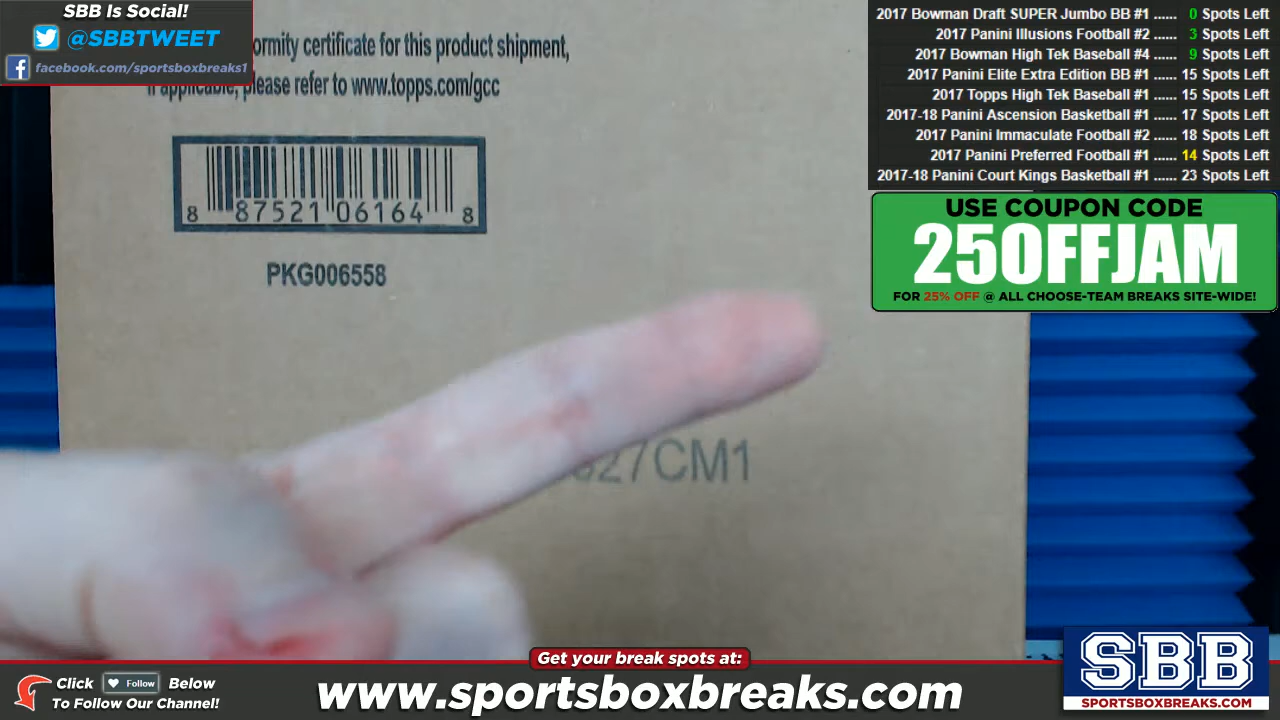 SBB Is Social!
@SBBTWEET
facebook.com/sportsboxbreaks1
certificate for this product shipment,
please refer to www.topps.com/gcc
8 87521 06164 8
PKG006558
27CM1
2017 Bowman Draft SUPER Jumbo BB #1 ...... 0 Spots Left
2017 Panini Illusions Football #2 ...... 3 Spots Left
2017 Bowman High Tek Baseball #4 ...... 9 Spots Left
2017 Panini Elite Extra Edition BB #1 ...... 15 Spots Left
2017 Topps High Tek Baseball #1 ...... 15 Spots Left
2017-18 Panini Ascension Basketball #1 ...... 17 Spots Left
2017 Panini Immaculate Football #2 ...... 18 Spots Left
2017 Panini Preferred Football #1 ...... 14 Spots Left
2017-18 Panini Court Kings Basketball #1 ...... 23 Spots Left
USE COUPON CODE
25OFFJAM
FOR 25% OFF @ ALL CHOOSE-TEAM BREAKS SITE-WIDE!
Get your break spots at:
Click Follow Below
To Follow Our Channel!
www.sportsboxbreaks.com
SBB
SPORTSBOXBREAKS.COM